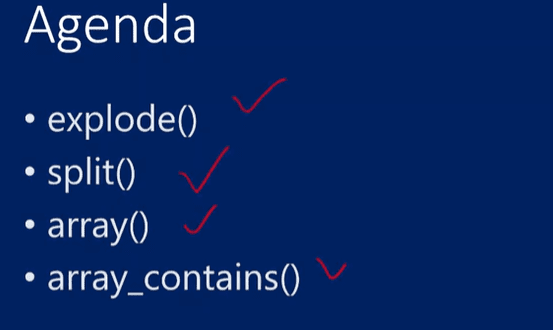 Agenda
• explode()
• split()
• array()
• array_contains()